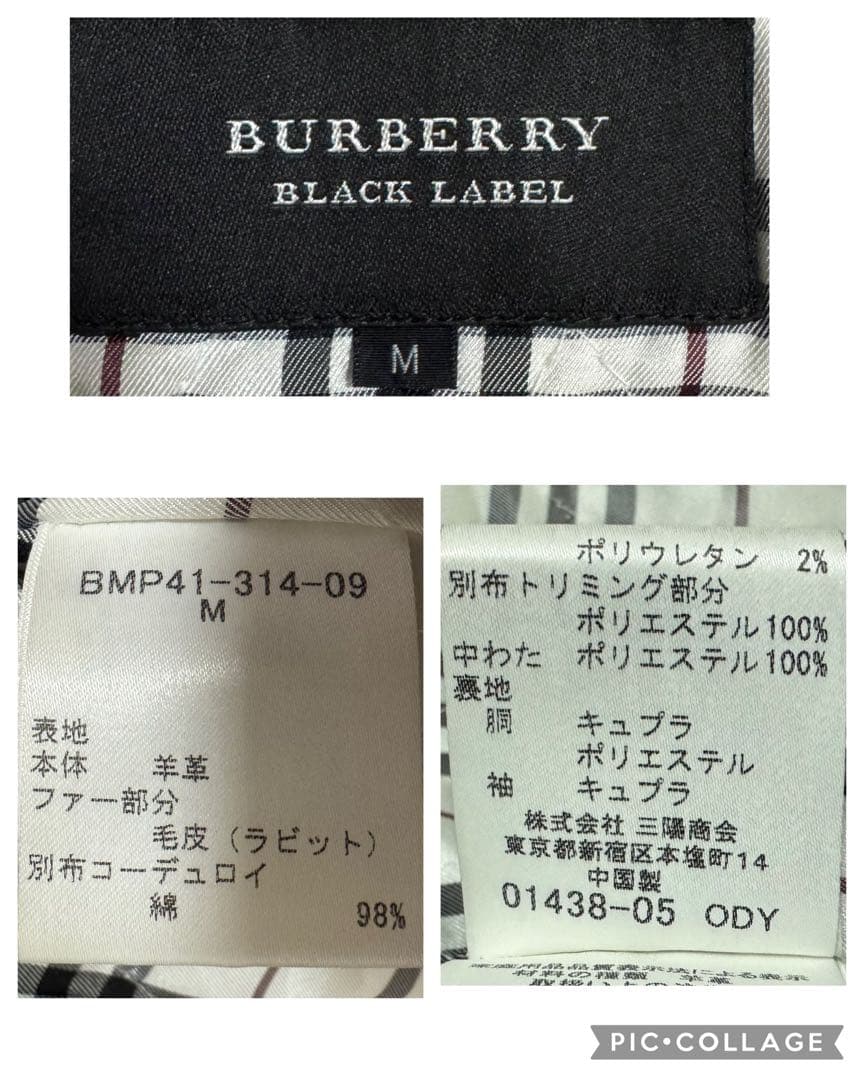 BURBERRY
BLACK LABEL
M
BMP41-314-09
M
表地
本体 羊革
ファー部分
毛皮（ラビット）
別布コーデュロイ
綿 98%
ポリウレタン 2%
別布トリミング部分
ポリエステル100%
中わた ポリエステル100%
裏地
胴 キュプラ
ポリエステル
袖 キュプラ
株式会社 三陽商会
東京都新宿区本塩町14
中国製
01438-05 ODY
PIC•COLLAGE